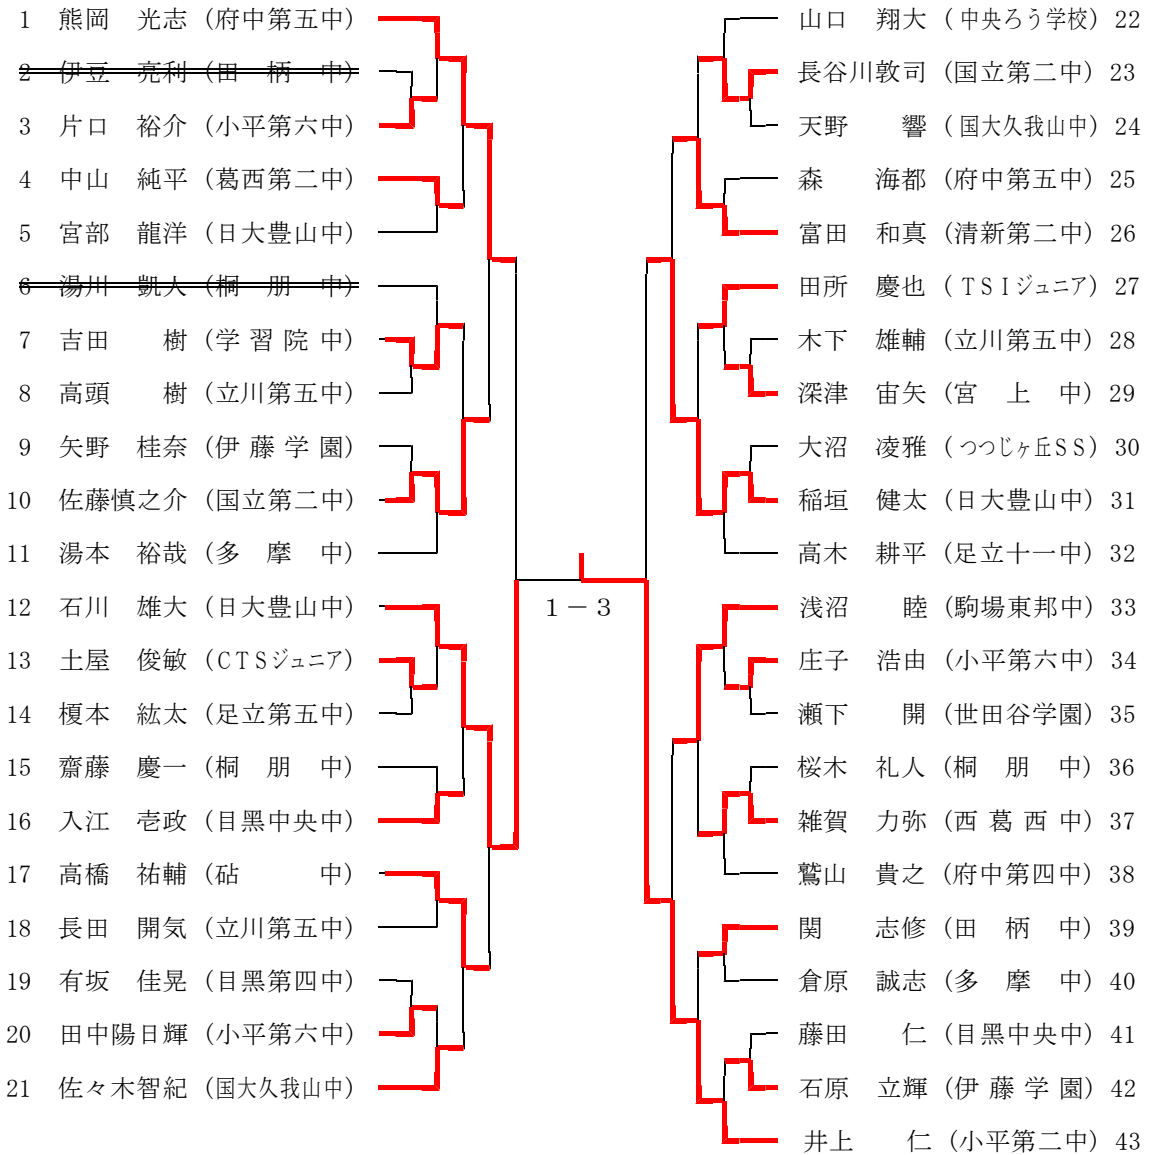 1 熊岡 光志 (府中第五中)
2 伊豆 亮利 (田柄中)
3 片口 裕介 (小平第六中)
4 中山 純平 (葛西第二中)
5 宮部 龍洋 (日大豊山中)
6 湯川 凱人 (桐朋中)
7 吉田 樹 (学習院中)
8 高頭 樹 (立川第五中)
9 矢野 桂奈 (伊藤学園)
10 佐藤慎之介 (国立第二中)
11 湯本 裕哉 (多摩中)
12 石川 雄大 (日大豊山中)
13 土屋 俊敏 (CTSジュニア)
14 榎本 紘太 (足立第五中)
15 齋藤 慶一 (桐朋中)
16 入江 壱政 (目黒中央中)
17 高橋 祐輔 (砧中)
18 長田 開気 (立川第五中)
19 有坂 佳晃 (目黒第四中)
20 田中陽日輝 (小平第六中)
21 佐々木智紀 (国大久我山中)
1-3
山口 翔大 (中央ろう学校) 22
長谷川敦司 (国立第二中) 23
天野 響 (国大久我山中) 24
森 海都 (府中第五中) 25
富田 和真 (清新第二中) 26
田所 慶也 (TSIジュニア) 27
木下 雄輔 (立川第五中) 28
深津 宙矢 (宮上中) 29
大沼 凌雅 (つつじヶ丘SS) 30
稲垣 健太 (日大豊山中) 31
高木 耕平 (足立十一中) 32
浅沼 睦 (駒場東邦中) 33
庄子 浩由 (小平第六中) 34
瀬下 開 (世田谷学園) 35
桜木 礼人 (桐朋中) 36
雑賀 力弥 (西葛西中) 37
鷲山 貴之 (府中第四中) 38
関 志修 (田柄中) 39
倉原 誠志 (多摩中) 40
藤田 仁 (目黒中央中) 41
石原 立輝 (伊藤学園) 42
井上 仁 (小平第二中) 43